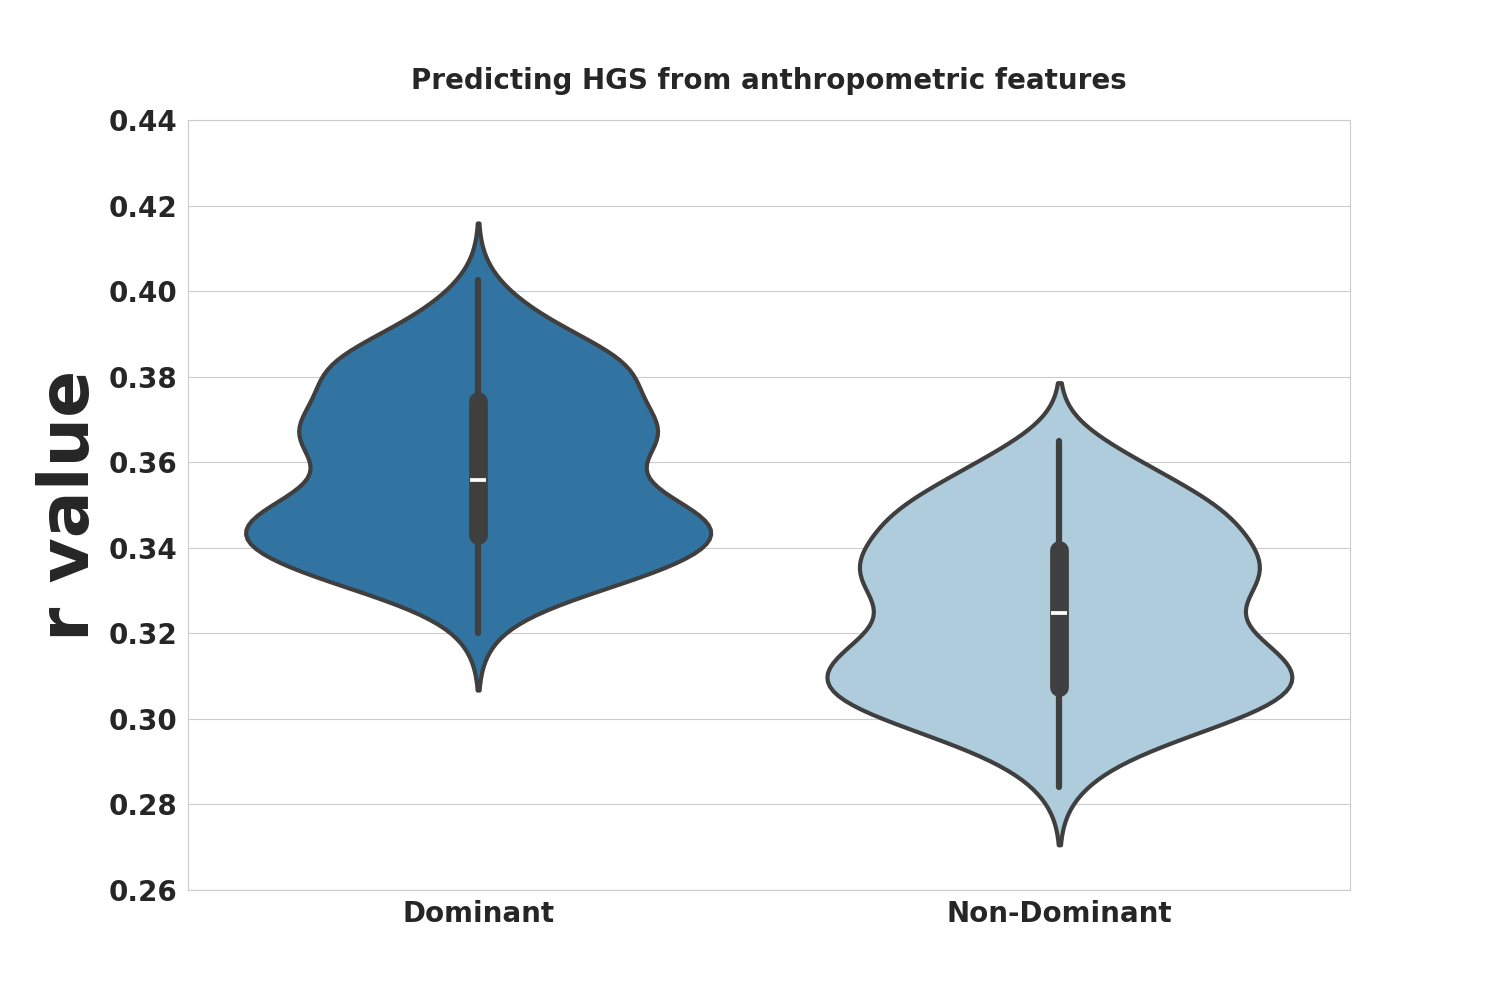 Predicting HGS from anthropometric features
0.44
0.42
0.40
0.38
0.36
0.34
0.32
0.30
0.28
0.26
r value
Dominant
Non-Dominant